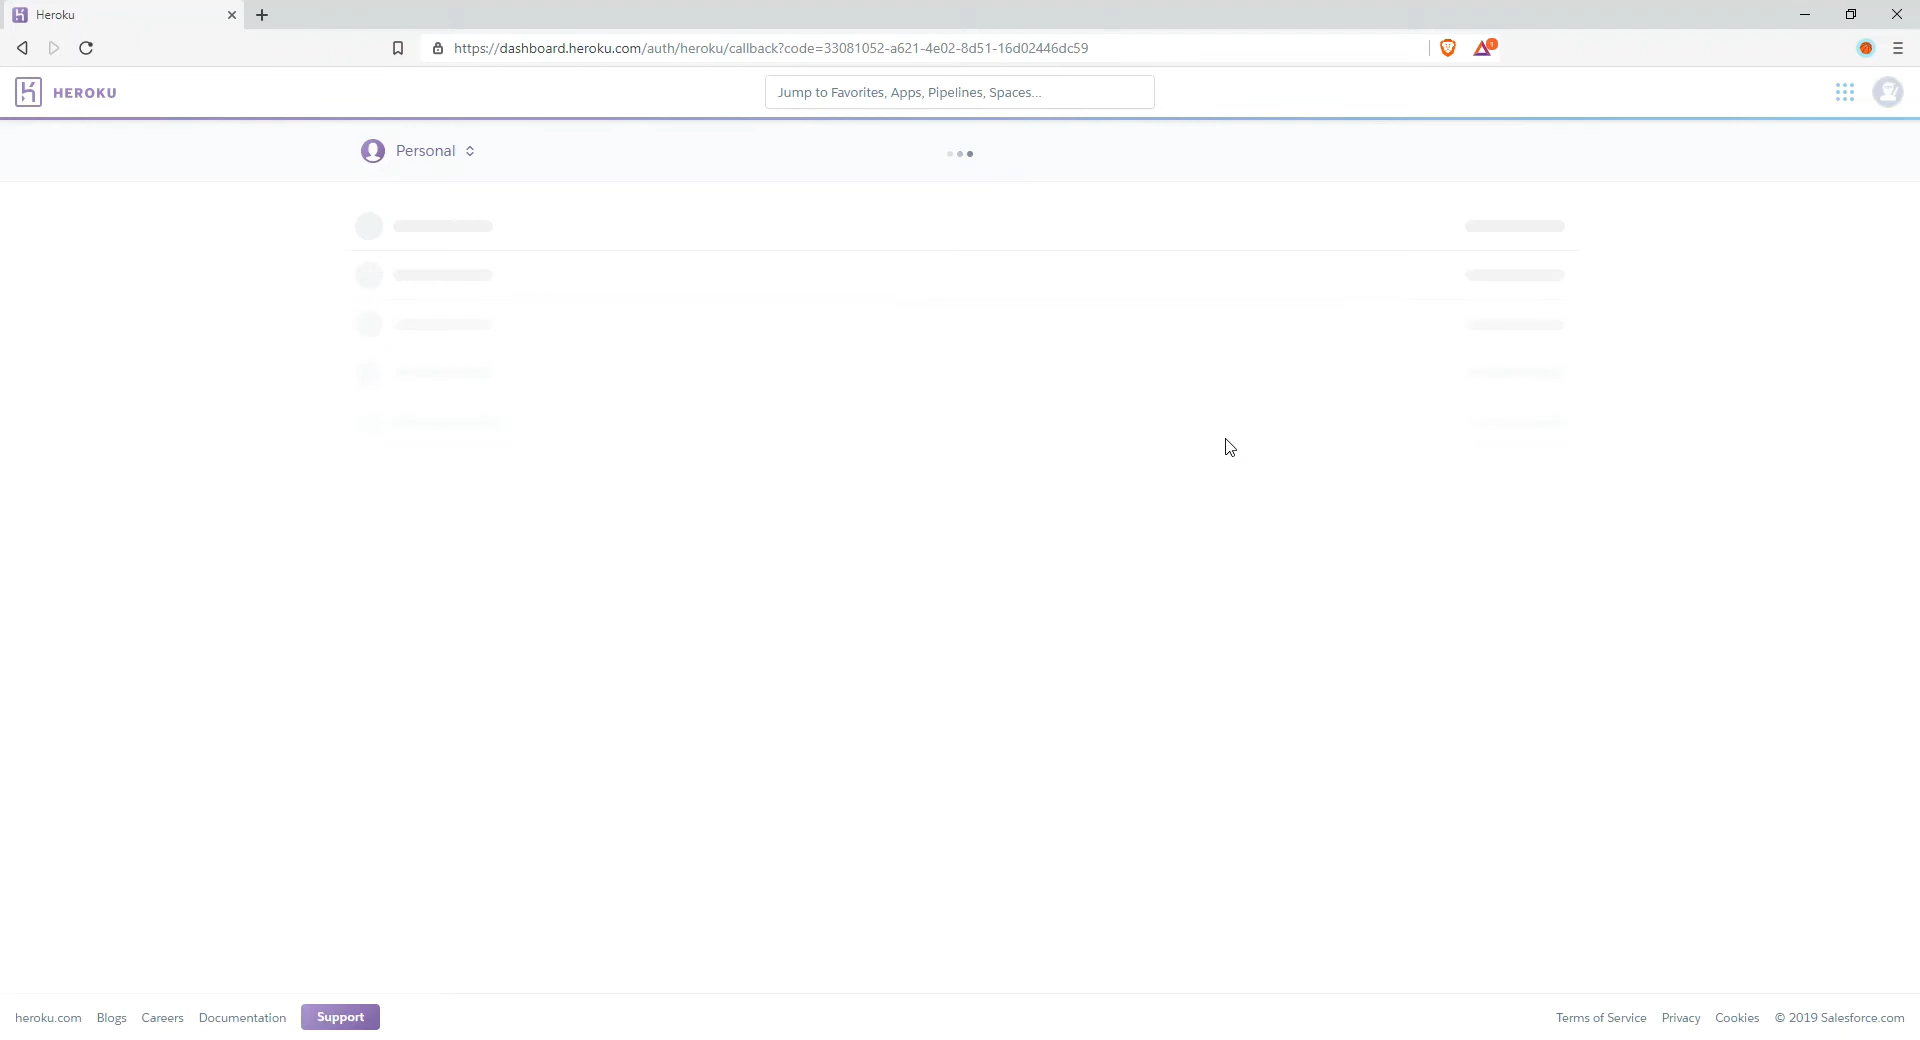 Heroku
https://dashboard.heroku.com/auth/heroku/callback?code=33081052-a621-4e02-8d51-16d02446dc59
1
HEROKU
Jump to Favorites, Apps, Pipelines, Spaces...
Personal
heroku.com Blogs Careers Documentation Support Terms of Service Privacy Cookies © 2019 Salesforce.com